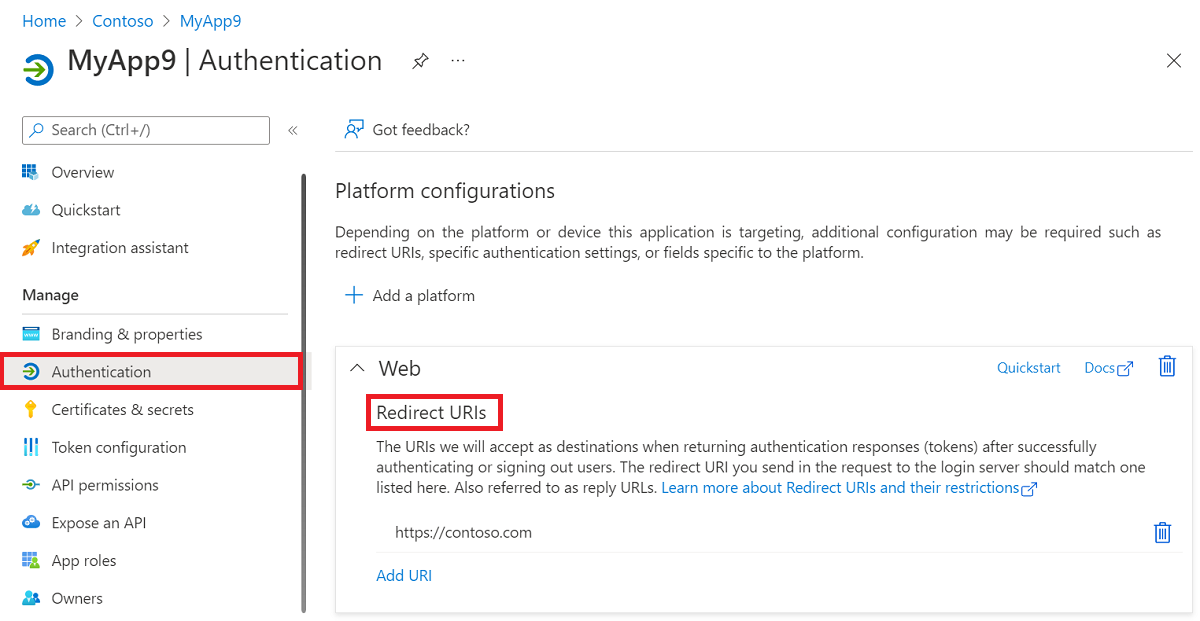 Home > Contoso > MyApp9
MyApp9 | Authentication ...
Search (Ctrl+/) «
Got feedback?
Overview
Quickstart
Integration assistant
Manage
Branding & properties
Authentication
Certificates & secrets
Token configuration
API permissions
Expose an API
App roles
Owners
Platform configurations
Depending on the platform or device this application is targeting, additional configuration may be required such as
redirect URIs, specific authentication settings, or fields specific to the platform.
Add a platform
Web
Quickstart
Docs
Redirect URIs
The URIs we will accept as destinations when returning authentication responses (tokens) after successfully
authenticating or signing out users. The redirect URI you send in the request to the login server should match one
listed here. Also referred to as reply URLs. Learn more about Redirect URIs and their restrictions
https://contoso.com
Add URI